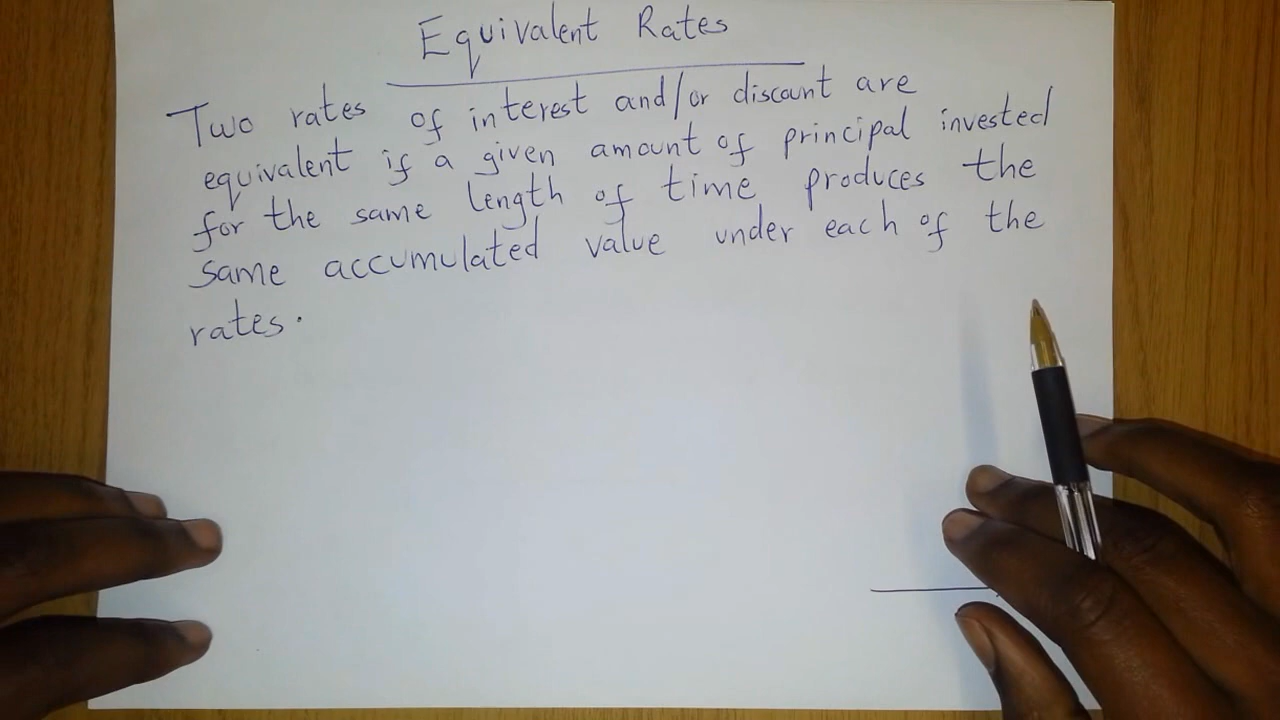 Equivalent Rates
Two rates of interest and/or discount are
equivalent if a given amount of principal invested
for the same length of time produces the
same accumulated value under each of the
rates.